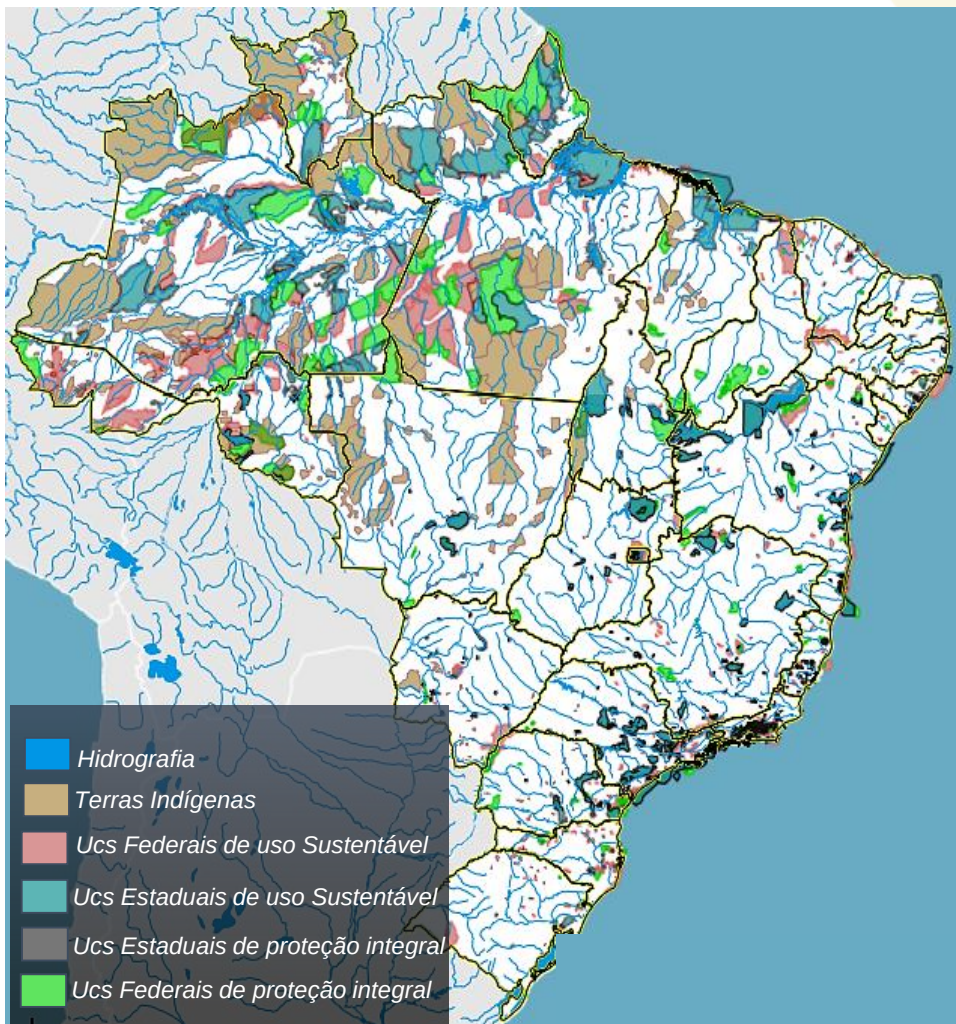 Hidrografia
Terras Indígenas
Ucs Federais de uso Sustentável
Ucs Estaduais de uso Sustentável
Ucs Estaduais de proteção integral
Ucs Federais de proteção integral